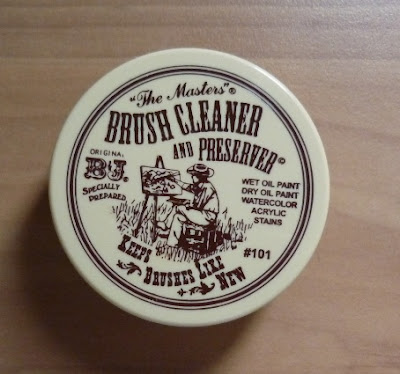 "The Masters"®
BRUSH CLEANER
AND PRESERVER©
ORIGINAL
B&J®
SPECIALLY
PREPARED
WET OIL PAINT
DRY OIL PAINT
WATERCOLOR
ACRYLIC
STAINS
#101
KEEPS
BRUSHES LIKE
NEW